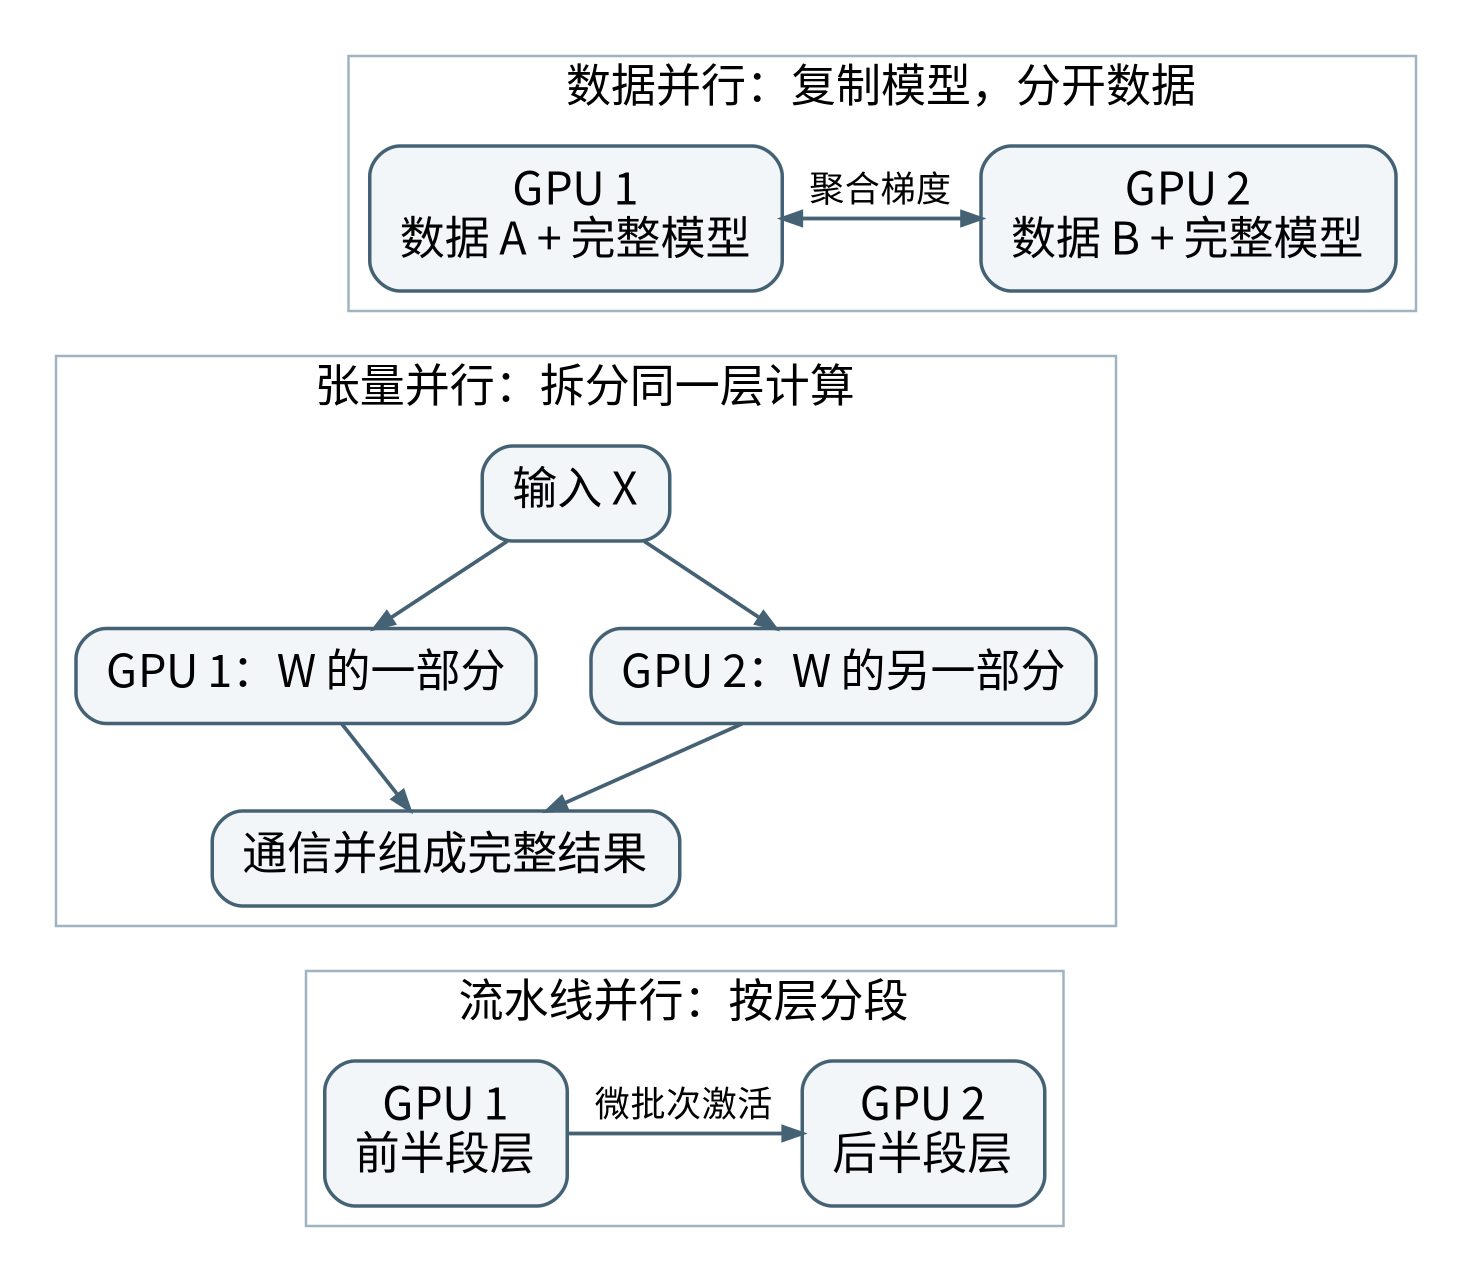 数据并行：复制模型，分开数据
GPU 1
数据 A + 完整模型
聚合梯度
GPU 2
数据 B + 完整模型
张量并行：拆分同一层计算
输入 X
GPU 1：W 的一部分
GPU 2：W 的另一部分
通信并组成完整结果
流水线并行：按层分段
GPU 1
前半段层
微批次激活
GPU 2
后半段层